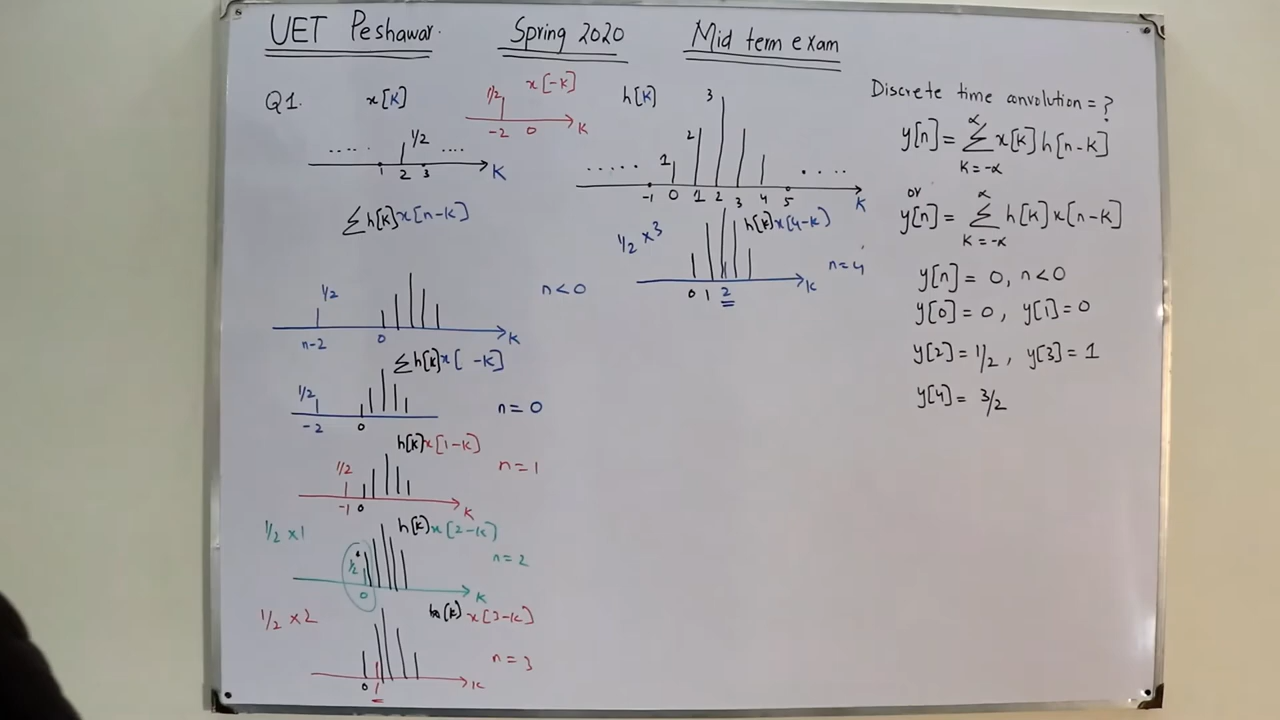 UET Peshawar. Spring 2020 Mid term exam
Q1. x[k]
1/2
..... ....
1 2 3 K
1/2 x[-K]
-2 0 K
h[k]
3
2
1
..... ....
-1 0 1 2 3 4 5 K
Σh[k]x[n-k]
1/2 n<0
n-2 0 K
Σh[k]x[ -k]
1/2 n=0
-2 0
h[k]x[1-k]
1/2 n=1
-1 0 K
1/2 x1 h[k]x[2-k]
1/2 n=2
0 K
1/2 x2 h[k] x[3-k]
n=3
0 1 K
1/2 x3 h[k]x[4-k]
n=4
0 1 2 K
Discrete time convolution = ?
y[n] = Σ x[k] h[n-k]
∝
K=-∝
or
y[n] = Σ h[k] x[n-k]
∝
K=-∝
y[n] = 0, n<0
y[0] = 0, y[1] = 0
y[2] = 1/2, y[3] = 1
y[4] = 3/2